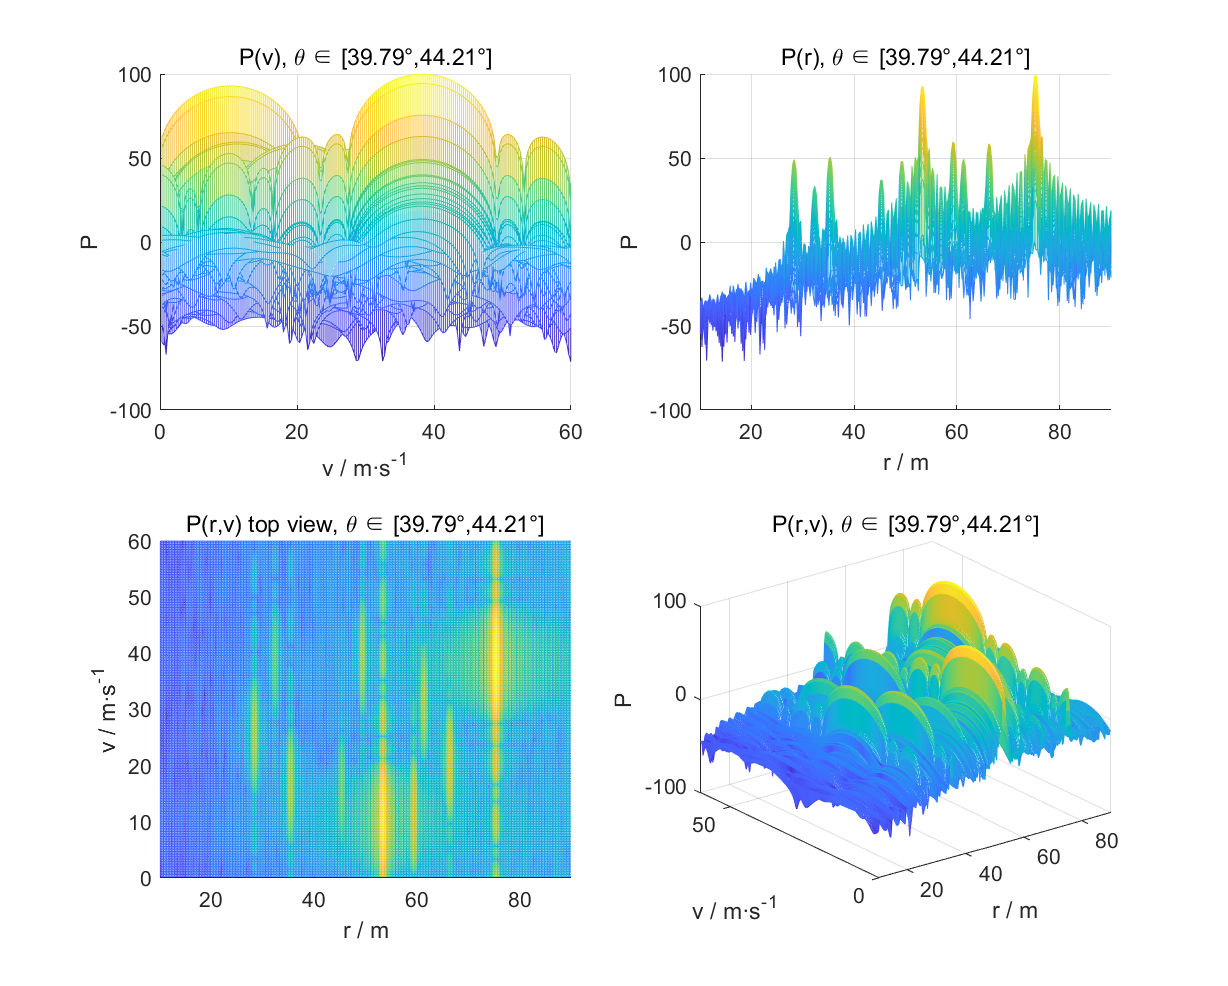 P(v), θ ∈ [39.79°,44.21°]
100
50
0
-50
-100
P
0
20
40
60
v / m·s⁻¹
P(r), θ ∈ [39.79°,44.21°]
100
50
0
-50
-100
P
20
40
60
80
r / m
P(r,v) top view, θ ∈ [39.79°,44.21°]
60
50
40
30
20
10
0
v / m·s⁻¹
20
40
60
80
r / m
P(r,v), θ ∈ [39.79°,44.21°]
100
0
-100
P
50
0
v / m·s⁻¹
20
40
60
80
r / m